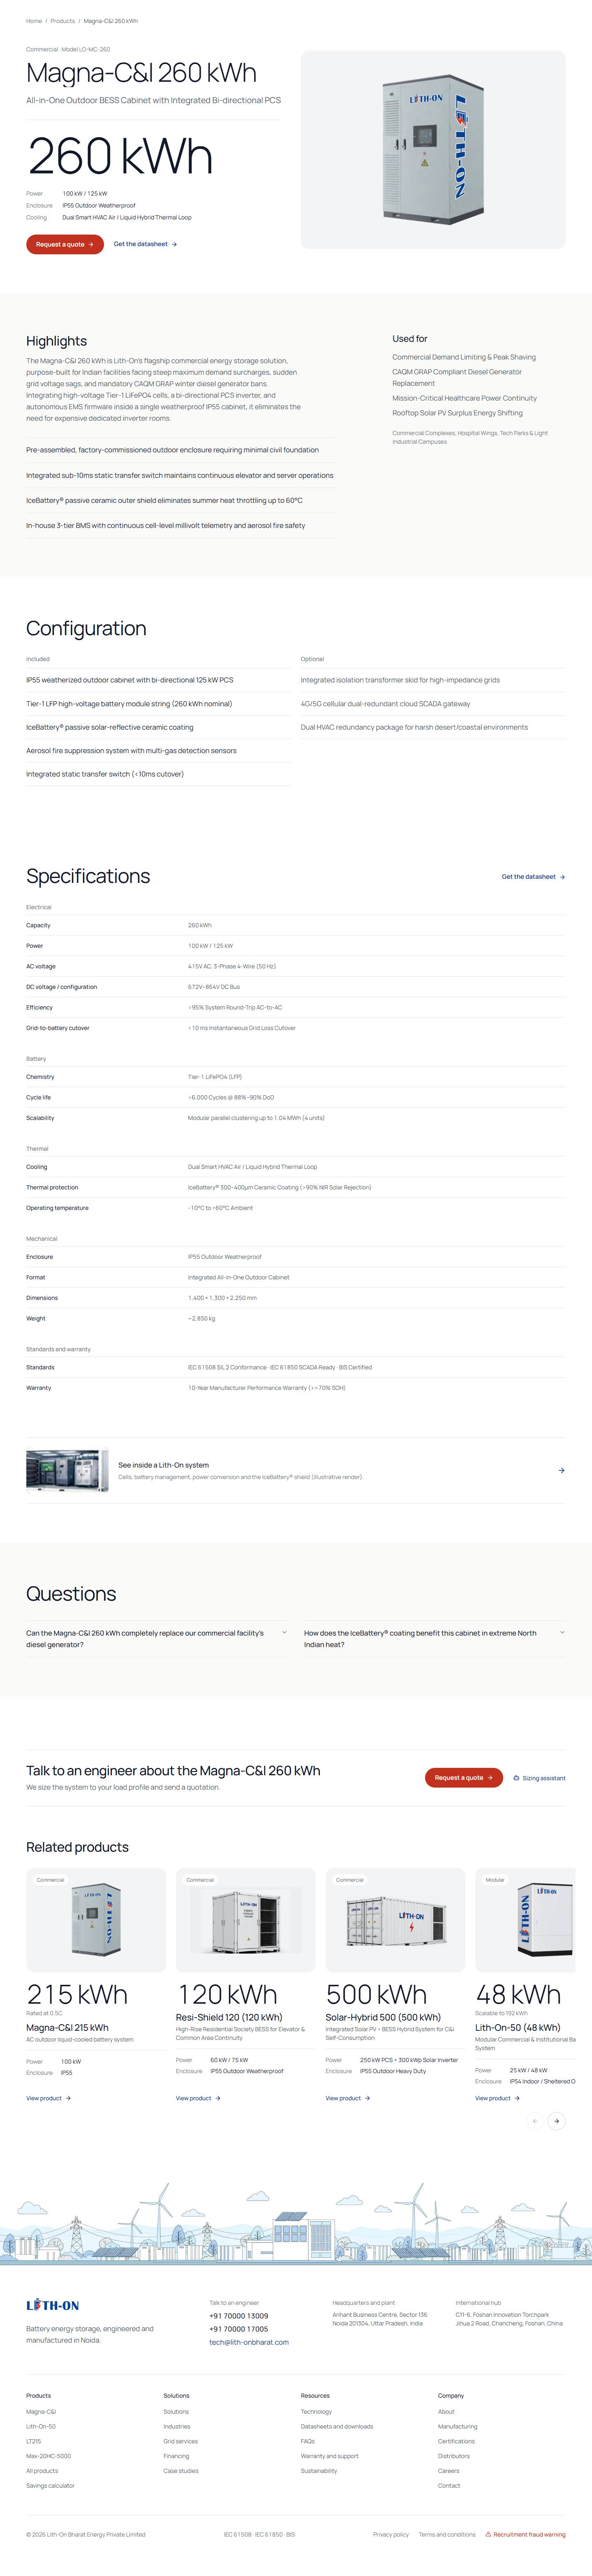 Home / Products / Magna-C&I 260 kWh
Commercial · Model LO-MC-260
Magna-C&I 260 kWh
All-in-One Outdoor BESS Cabinet with Integrated Bi-directional PCS
260 kWh
Power 100 kW / 125 kW
Enclosure IP55 Outdoor Weatherproof
Cooling Dual Smart HVAC Air / Liquid Hybrid Thermal Loop
Request a quote →
Get the datasheet →
LITH-ON
LITH-ON
Highlights
The Magna-C&I 260 kWh is Lith-On's flagship commercial energy storage solution,
purpose-built for Indian facilities facing steep maximum demand surcharges, sudden
grid voltage sags, and mandatory CAQM GRAP winter diesel generator bans.
Integrating high-voltage Tier-1 LiFePO4 cells, a bi-directional PCS inverter, and
autonomous EMS firmware inside a single weatherproof IP55 cabinet, it eliminates the
need for expensive dedicated inverter rooms.
Pre-assembled, factory-commissioned outdoor enclosure requiring minimal civil foundation
Integrated sub-10ms static transfer switch maintains continuous elevator and server operations
IceBattery® passive ceramic outer shield eliminates summer heat throttling up to 60°C
In-house 3-tier BMS with continuous cell-level millivolt telemetry and aerosol fire safety
Used for
Commercial Demand Limiting & Peak Shaving
CAQM GRAP Compliant Diesel Generator
Replacement
Mission-Critical Healthcare Power Continuity
Rooftop Solar PV Surplus Energy Shifting
Commercial Complexes, Hospital Wings, Tech Parks & Light
Industrial Campuses
Configuration
Included
IP55 weatherized outdoor cabinet with bi-directional 125 kW PCS
Tier-1 LFP high-voltage battery module string (260 kWh nominal)
IceBattery® passive solar-reflective ceramic coating
Aerosol fire suppression system with multi-gas detection sensors
Integrated static transfer switch (<10ms cutover)
Optional
Integrated isolation transformer skid for high-impedance grids
4G/5G cellular dual-redundant cloud SCADA gateway
Dual HVAC redundancy package for harsh desert/coastal environments
Specifications
Get the datasheet →
Electrical
Capacity 260 kWh
Power 100 kW / 125 kW
AC voltage 415V AC, 3-Phase 4-Wire (50 Hz)
DC voltage / configuration 672V–864V DC Bus
Efficiency >95% System Round-Trip AC-to-AC
Grid-to-battery cutover <10 ms Instantaneous Grid Loss Cutover
Battery
Chemistry Tier-1 LiFePO4 (LFP)
Cycle life >6,000 Cycles @ 88%–90% DoD
Scalability Modular parallel clustering up to 1.04 MWh (4 units)
Thermal
Cooling Dual Smart HVAC Air / Liquid Hybrid Thermal Loop
Thermal protection IceBattery® 300–400μm Ceramic Coating (>90% NIR Solar Rejection)
Operating temperature -10°C to +60°C Ambient
Mechanical
Enclosure IP55 Outdoor Weatherproof
Format Integrated All-in-One Outdoor Cabinet
Dimensions 1,400 × 1,300 × 2,250 mm
Weight ~2,850 kg
Standards and warranty
Standards IEC 61508 SIL 2 Conformance · IEC 61850 SCADA Ready · BIS Certified
Warranty 10-Year Manufacturer Performance Warranty (>=70% SOH)
See inside a Lith-On system
Cells, battery management, power conversion and the IceBattery® shield (illustrative render).
Questions
Can the Magna-C&I 260 kWh completely replace our commercial facility's
diesel generator?
How does the IceBattery® coating benefit this cabinet in extreme North
Indian heat?
Talk to an engineer about the Magna-C&I 260 kWh
We size the system to your load profile and send a quotation.
Request a quote →
Sizing assistant
Related products
Commercial
LITH-ON
215 kWh
Rated at 0.5C
Magna-C&I 215 kWh
AC outdoor liquid-cooled battery system
Power 100 kW
Enclosure IP55
View product →
Commercial
120 kWh
Resi-Shield 120 (120 kWh)
High-Rise Residential Society BESS for Elevator &
Common Area Continuity
Power 60 kW / 75 kW
Enclosure IP55 Outdoor Weatherproof
View product →
Commercial
LITH-ON
500 kWh
Solar-Hybrid 500 (500 kWh)
Integrated Solar PV + BESS Hybrid System for C&I
Self-Consumption
Power 250 kW PCS + 300 kWp Solar Inverter
Enclosure IP55 Outdoor Heavy Duty
View product →
Modular
LITH-ON
LITH-ON
48 kWh
Scalable to 192 kWh
Lith-On-50 (48 kWh)
Modular Commercial & Institutional Ba
System
Power 25 kW / 48 kW
Enclosure IP54 Indoor / Sheltered O
View product →
LITH-ON
Battery energy storage, engineered and
manufactured in Noida.
Talk to an engineer
+91 70000 13009
+91 70000 17005
tech@lith-onbharat.com
Headquarters and plant
Arihant Business Centre, Sector 136
Noida 201304, Uttar Pradesh, India
International hub
C11-6, Foshan Innovation Torchpark
Jihua 2 Road, Chancheng, Foshan, China
Products
Magna-C&I
Lith-On-50
LT215
Max-20HC-5000
All products
Savings calculator
Solutions
Solutions
Industries
Grid services
Financing
Case studies
Resources
Technology
Datasheets and downloads
FAQs
Warranty and support
Sustainability
Company
About
Manufacturing
Certifications
Distributors
Careers
Contact
© 2026 Lith-On Bharat Energy Private Limited
IEC 61508 · IEC 61850 · BIS
Privacy policy
Terms and conditions
Recruitment fraud warning